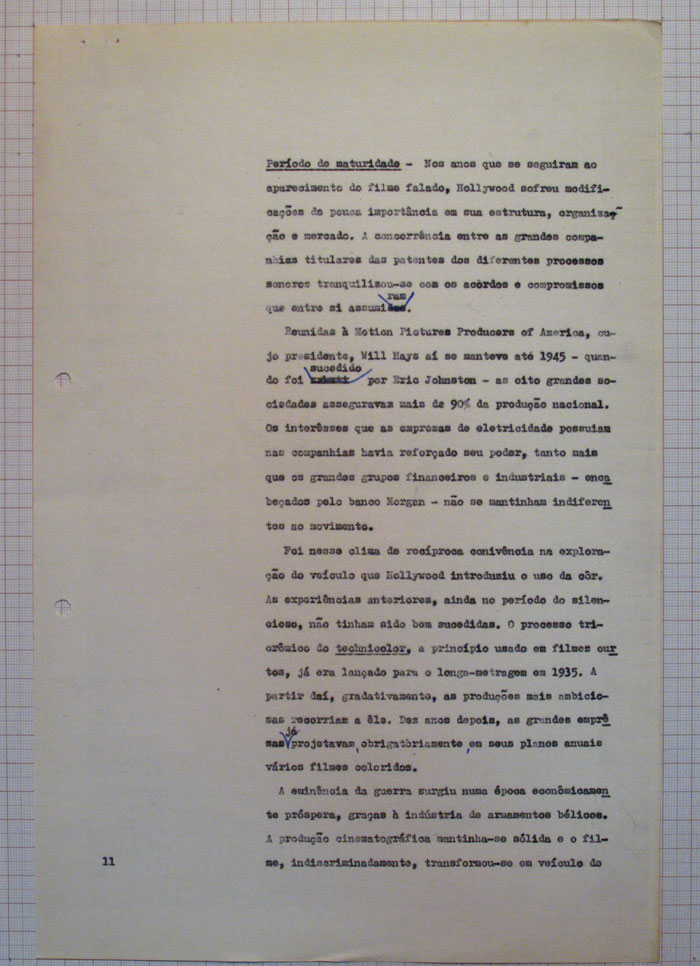 Período de maturidade - Nos anos que se seguiram ao
aparecimento do filme falado, Hollywood sofreu modifi-
cações de pouca importância em sua estrutura, organiza-
ção e mercado. A concorrência entre as grandes compa-
nhias titulares das patentes dos diferentes processos
sonoros tranquilizou-se com os acôrdos e compromissos
que entre si assumiram.
Reunidas à Motion Pictures Producers of America, cu-
jo presidente, Will Hays aí se manteve até 1945 - quan-
do foi sucedido por Eric Johnston - as oito grandes so-
ciedades asseguravam mais de 90% da produção nacional.
Os interêsses que as empresas de eletricidade possuiam
nas companhias havia reforçado seu poder, tanto mais
que os grandes grupos financeiros e industriais - enca
beçados pelo banco Morgan - não se mantinham indiferen
tes ao movimento.
Foi nesse clima de recíproca conivência na explora-
ção do veículo que Hollywood introduziu o uso da côr.
As experiências anteriores, ainda no período do silen-
cioso, não tinham sido bem sucedidas. O processo tri-
crômico do technicolor, a princípio usado em filmes cur
tos, já era lançado para o longa-metragem em 1935. A
partir daí, gradativamente, as produções mais ambicio-
sas recorriam a êle. Dez anos depois, as grandes emprê
sas já projetavam, obrigatòriamente, em seus planos anuais
vários filmes coloridos.
A eminência da guerra surgiu numa época econômicamen
te próspera, graças à indústria de armamentos bélicos.
A produção cinematográfica mantinha-se sólida e o fil-
me, indiscriminadamente, transformou-se em veículo de
11